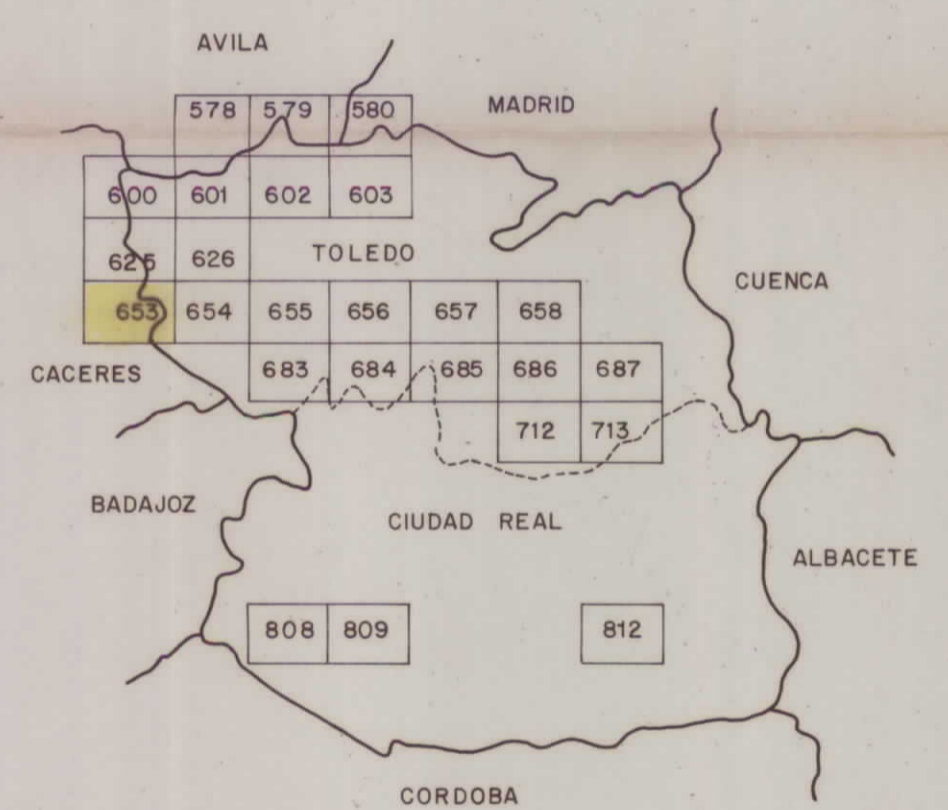 AVILA
578 579 580 MADRID
600 601 602 603
625 626 TOLEDO
CUENCA
653 654 655 656 657 658
CACERES 683 684 685 686 687
712 713
BADAJOZ
CIUDAD REAL
ALBACETE
808 809 812
CORDOBA